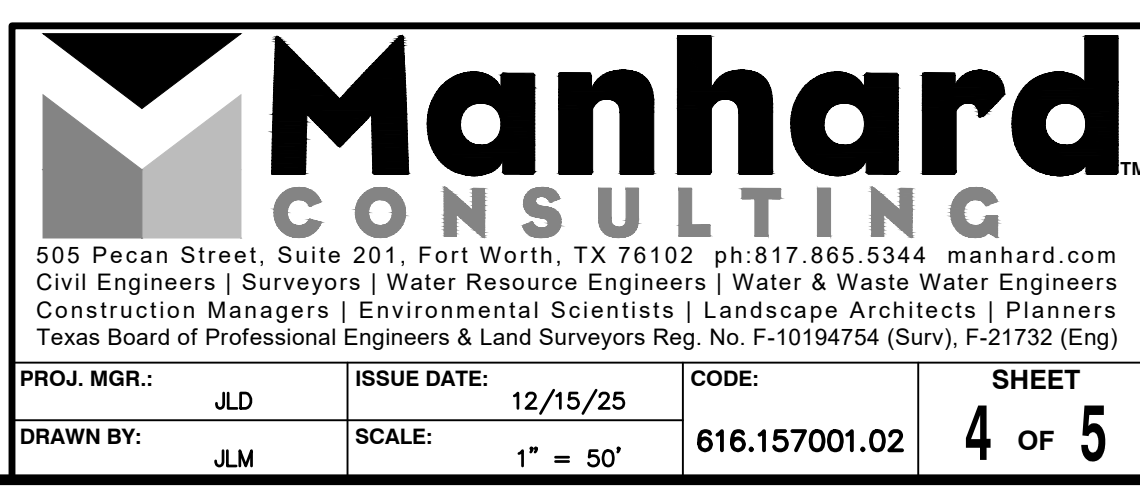 Manhard™
CONSULTING
505 Pecan Street, Suite 201, Fort Worth, TX 76102 ph:817.865.5344 manhard.com
Civil Engineers | Surveyors | Water Resource Engineers | Water & Waste Water Engineers
Construction Managers | Environmental Scientists | Landscape Architects | Planners
Texas Board of Professional Engineers & Land Surveyors Reg. No. F-10194754 (Surv), F-21732 (Eng)
PROJ. MGR.: JLD
ISSUE DATE: 12/15/25
DRAWN BY: JLM
SCALE: 1" = 50'
CODE:
616.157001.02
SHEET
4 OF 5